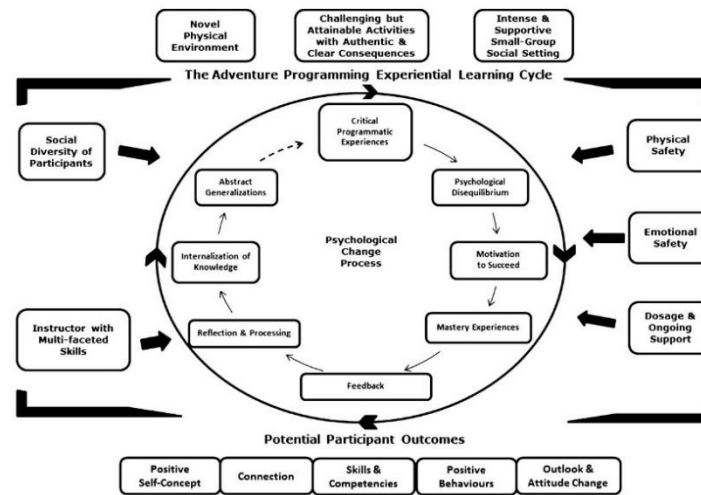 Novel
Physical
Environment
Challenging but
Attainable Activities
with Authentic &
Clear Consequences
Intense &
Supportive
Small-Group
Social Setting
The Adventure Programming Experiential Learning Cycle
Social
Diversity of
Participants
Instructor with
Multi-faceted
Skills
Critical
Programmatic
Experiences
Psychological
Disequilibrium
Motivation
to Succeed
Mastery Experiences
Feedback
Reflection & Processing
Internalization of
Knowledge
Abstract
Generalizations
Psychological
Change
Process
Physical
Safety
Emotional
Safety
Dosage &
Ongoing
Support
Potential Participant Outcomes
Positive
Self-Concept
Connection
Skills &
Competencies
Positive
Behaviours
Outlook &
Attitude Change